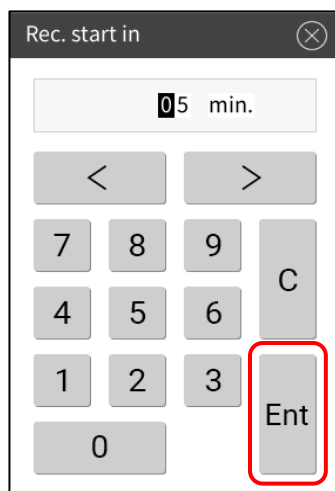 Rec. start in
05 min.
< >
7 8 9 C
4 5 6
1 2 3 Ent
0